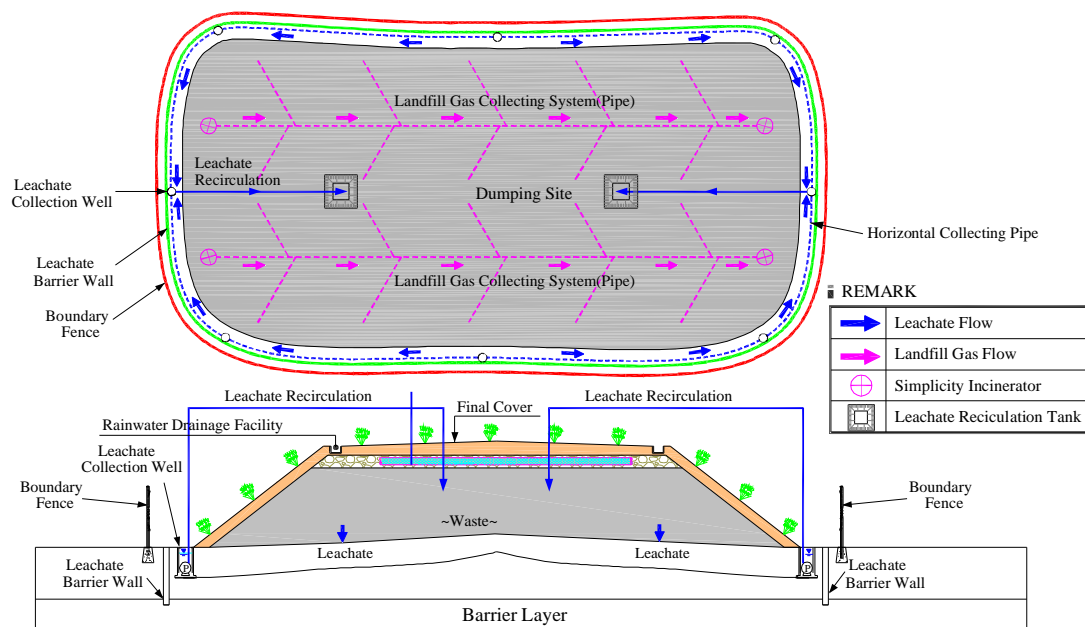 Landfill Gas Collecting System(Pipe)
Leachate
Recirculation
Dumping Site
Leachate
Collection Well
Horizontal Collecting Pipe
Leachate
Barrier Wall
Landfill Gas Collecting System(Pipe)
Boundary
Fence
REMARK
Leachate Flow
Landfill Gas Flow
Simplicity Incinerator
Leachate Reciculation Tank
Leachate Recirculation
Final Cover
Leachate Recirculation
Rainwater Drainage Facility
Leachate
Collection Well
Boundary
Fence
Boundary
Fence
~Waste~
Leachate
Leachate
P
P
Leachate
Barrier Wall
Leachate
Barrier Wall
Barrier Layer